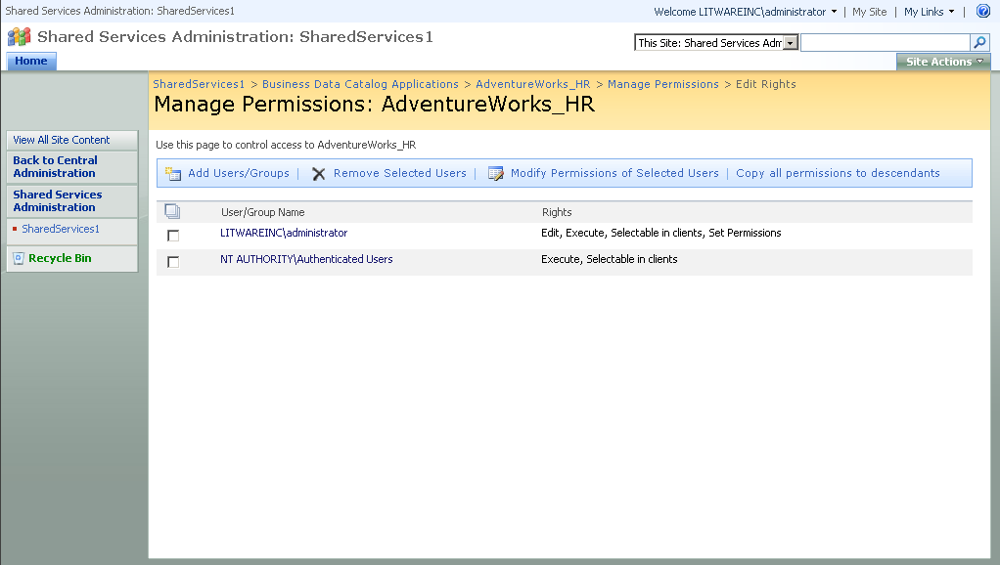 Shared Services Administration: SharedServices1
Welcome LITWAREINC\administrator | My Site | My Links |
Shared Services Administration: SharedServices1
This Site: Shared Services Adm
Home
Site Actions
SharedServices1 > Business Data Catalog Applications > AdventureWorks_HR > Manage Permissions > Edit Rights
Manage Permissions: AdventureWorks_HR
View All Site Content
Back to Central
Administration
Shared Services
Administration
SharedServices1
Recycle Bin
Use this page to control access to AdventureWorks_HR
Add Users/Groups | Remove Selected Users | Modify Permissions of Selected Users | Copy all permissions to descendants
User/Group Name Rights
LITWAREINC\administrator Edit, Execute, Selectable in clients, Set Permissions
NT AUTHORITY\Authenticated Users Execute, Selectable in clients